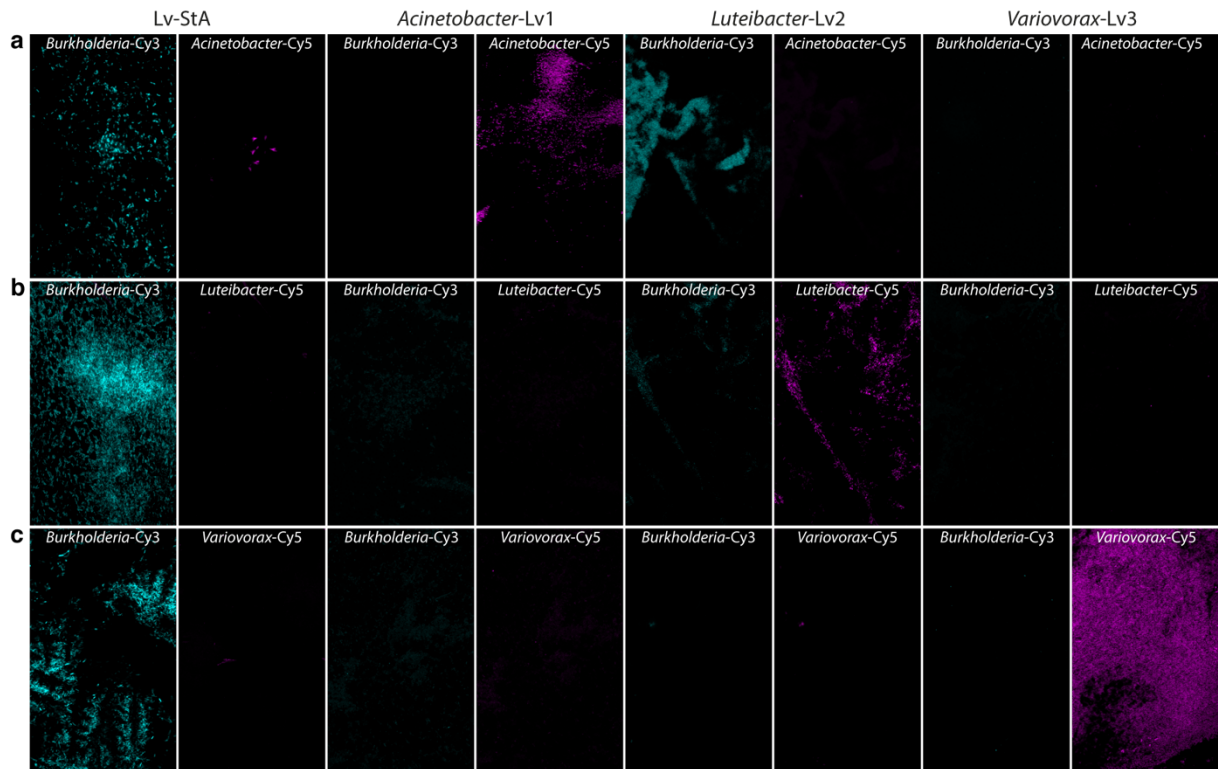 Lv-StA Acinetobacter-Lv1 Luteibacter-Lv2 Variovorax-Lv3
a
Burkholderia-Cy3 Acinetobacter-Cy5 Burkholderia-Cy3 Acinetobacter-Cy5 Burkholderia-Cy3 Acinetobacter-Cy5 Burkholderia-Cy3 Acinetobacter-Cy5
b
Burkholderia-Cy3 Luteibacter-Cy5 Burkholderia-Cy3 Luteibacter-Cy5 Burkholderia-Cy3 Luteibacter-Cy5 Burkholderia-Cy3 Luteibacter-Cy5
c
Burkholderia-Cy3 Variovorax-Cy5 Burkholderia-Cy3 Variovorax-Cy5 Burkholderia-Cy3 Variovorax-Cy5 Burkholderia-Cy3 Variovorax-Cy5